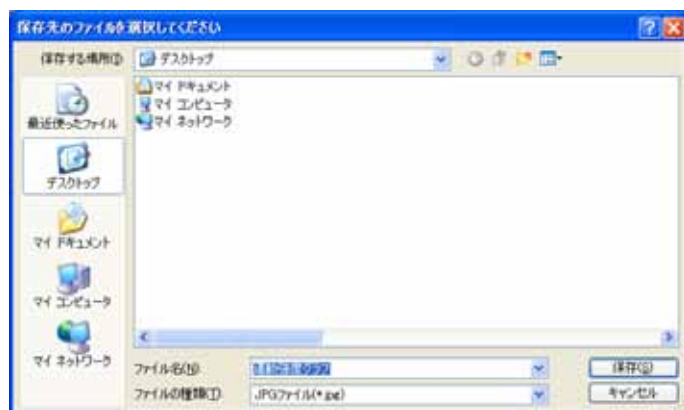 保存先のファイルを選択してください
保存する場所(I)
デスクトップ
マイ ドキュメント
マイ コンピュータ
マイ ネットワーク
最近使ったファイル
デスクトップ
マイ ドキュメント
マイ コンピュータ
マイ ネットワーク
ファイル名(N)
保存(S)
ファイルの種類(T)
JPGファイル(*.jpg)
キャンセル